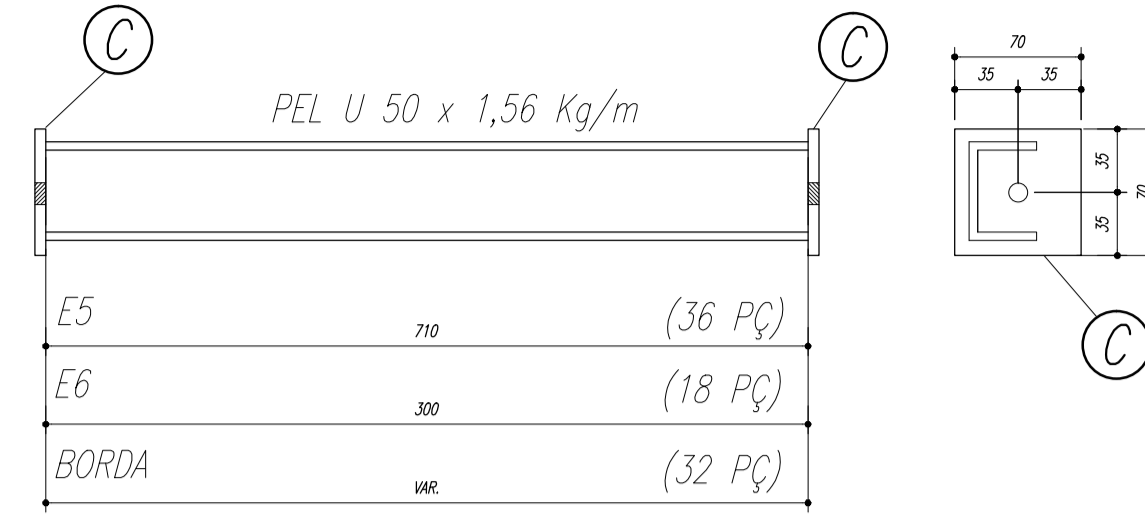 C
C
PEL U 50 x 1,56 Kg/m
70
35 35
35
35
70
E5 710 (36 PÇ)
E6 300 (18 PÇ)
BORDA VAR. (32 PÇ)
C